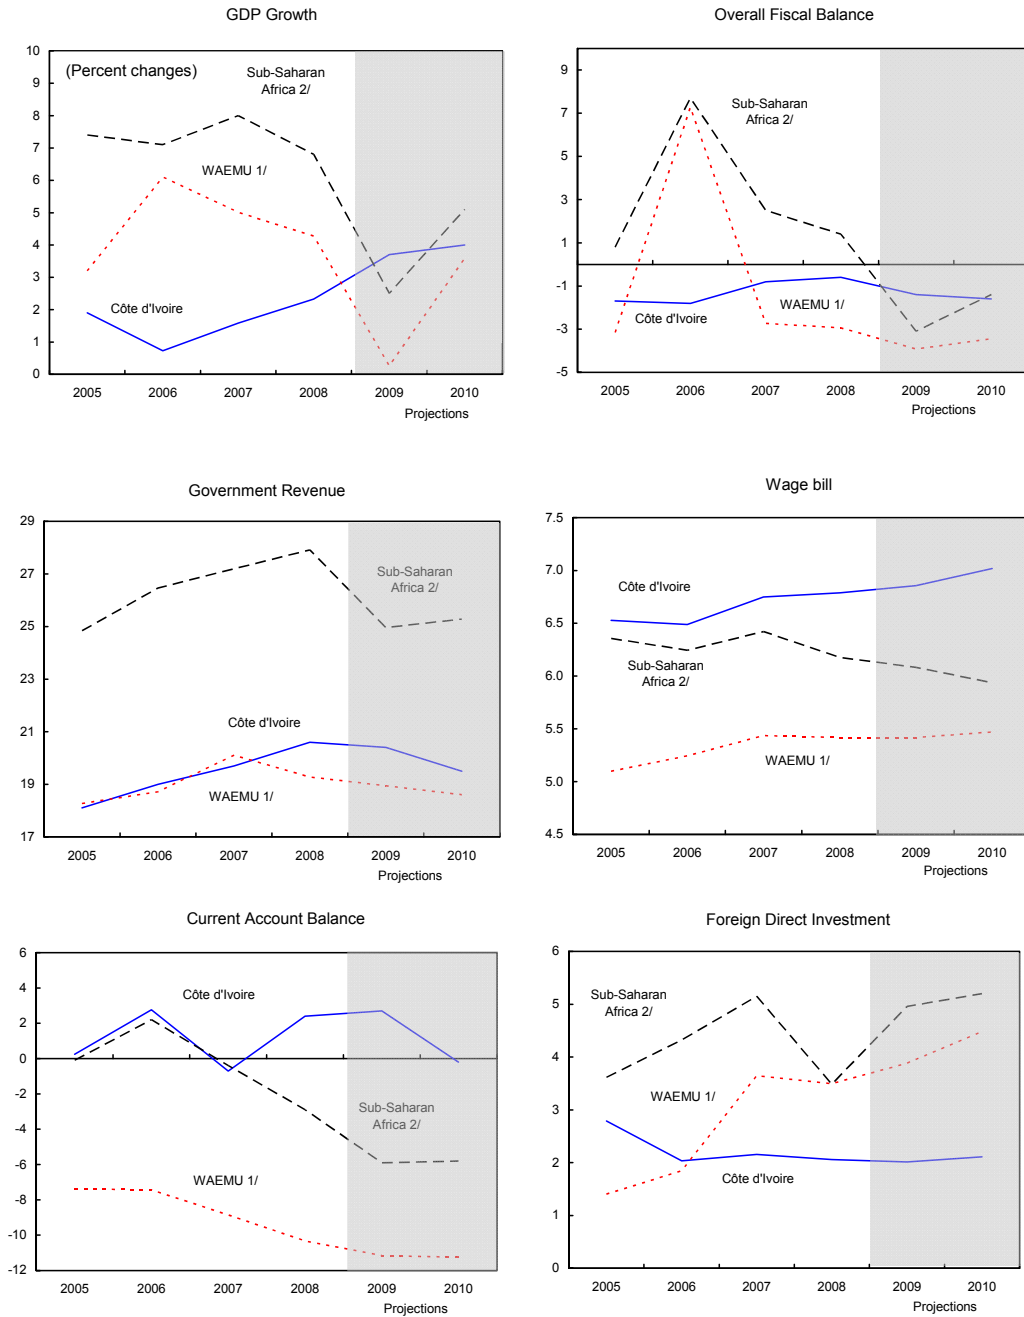 GDP Growth
10
9
8
7
6
5
4
3
2
1
0
(Percent changes)
Sub-Saharan
Africa 2/
WAEMU 1/
Côte d'Ivoire
2005 2006 2007 2008 2009 2010
Projections
Overall Fiscal Balance
9
7
5
3
1
-1
-3
-5
Sub-Saharan
Africa 2/
WAEMU 1/
Côte d'Ivoire
2005 2006 2007 2008 2009 2010
Projections
Government Revenue
29
27
25
23
21
19
17
Sub-Saharan
Africa 2/
Côte d'Ivoire
WAEMU 1/
2005 2006 2007 2008 2009 2010
Projections
Wage bill
7.5
7.0
6.5
6.0
5.5
5.0
4.5
Côte d'Ivoire
Sub-Saharan
Africa 2/
WAEMU 1/
2005 2006 2007 2008 2009 2010
Projections
Current Account Balance
6
4
2
0
-2
-4
-6
-8
-10
-12
Côte d'Ivoire
Sub-Saharan
Africa 2/
WAEMU 1/
2005 2006 2007 2008 2009 2010
Projections
Foreign Direct Investment
6
5
4
3
2
1
0
Sub-Saharan
Africa 2/
WAEMU 1/
Côte d'Ivoire
2005 2006 2007 2008 2009 2010
Projections